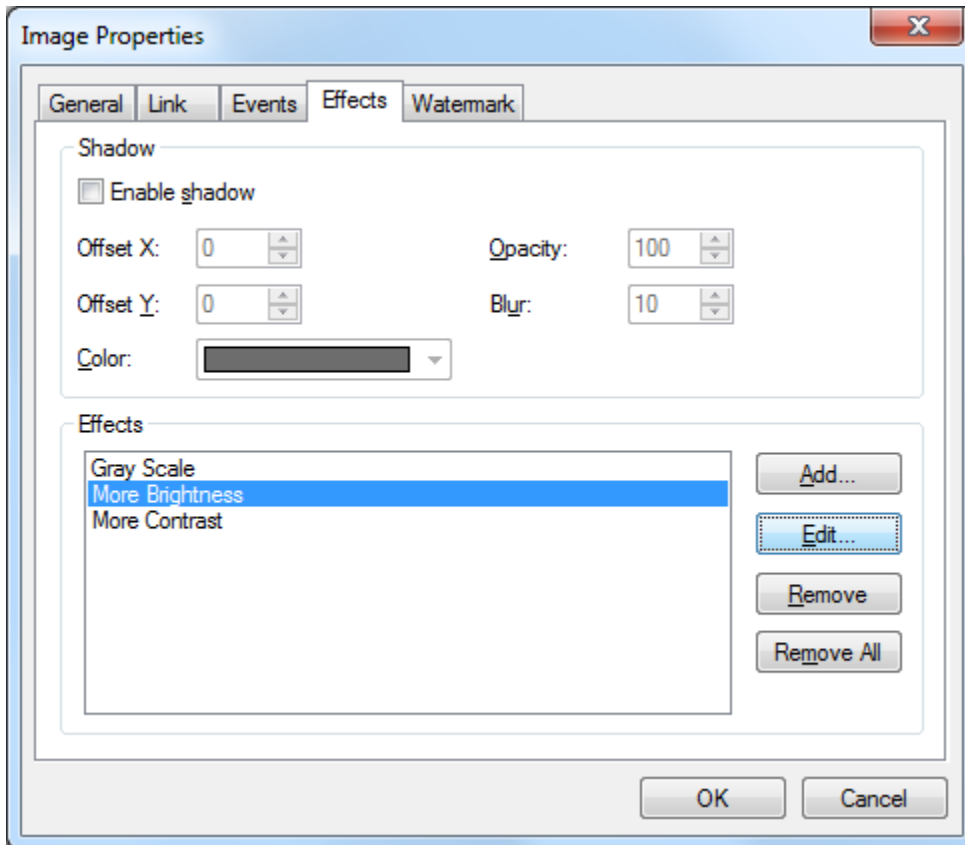 Image Properties
General Link Events Effects Watermark
Shadow
Enable shadow
Offset X: 0 Opacity: 100
Offset Y: 0 Blur: 10
Color:
Effects
Gray Scale
Add...
More Brightness
More Contrast
Edit...
Remove
Remove All
OK Cancel